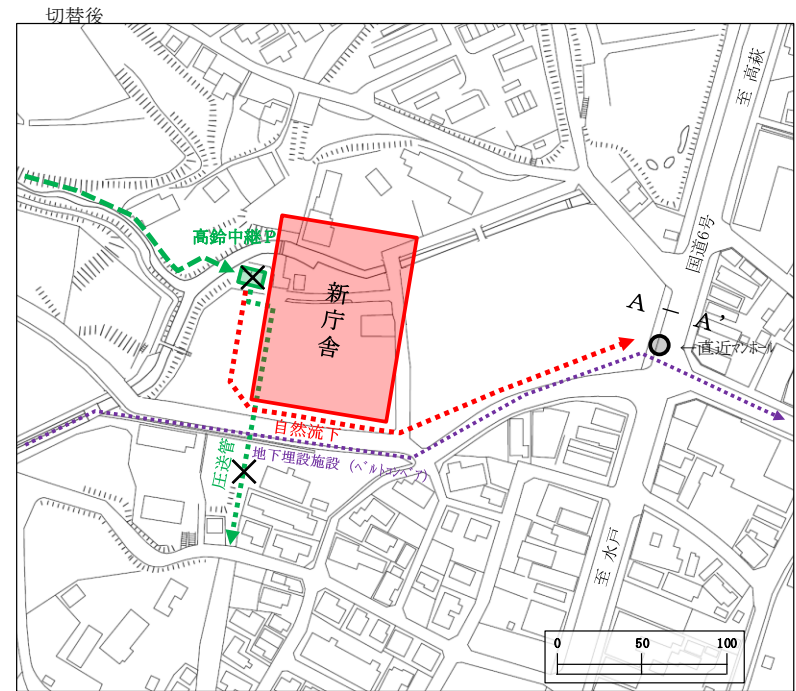 切替後
至 高萩
国道6号
高鈴中継P
新庁舎
A － A’
←直近ﾏﾝﾎｰﾙ
自然流下
圧送管
地下埋設施設（ﾍﾞﾙﾄｺﾝﾍﾞｱ）
至 水戸
0 50 100